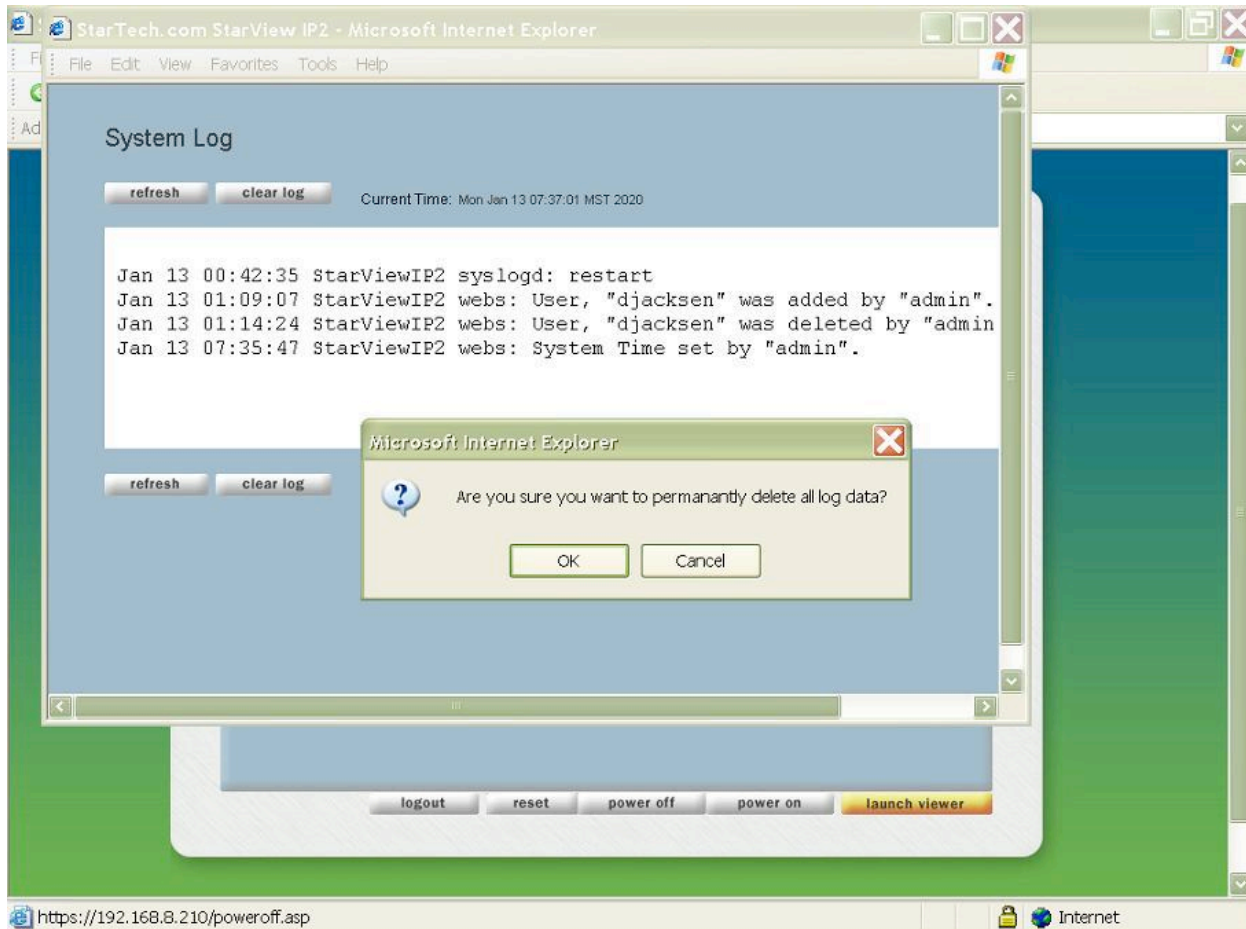 StarTech.com StarView IP2 - Microsoft Internet Explorer
File Edit View Favorites Tools Help
Ad
System Log
refresh clear log Current Time: Mon Jan 13 07:37:01 MST 2020
Jan 13 00:42:35 StarViewIP2 syslogd: restart
Jan 13 01:09:07 StarViewIP2 webs: User, "djacksen" was added by "admin".
Jan 13 01:14:24 StarViewIP2 webs: User, "djacksen" was deleted by "admin
Jan 13 07:35:47 StarViewIP2 webs: System Time set by "admin".
Microsoft Internet Explorer
refresh clear log
Are you sure you want to permanantly delete all log data?
OK Cancel
logout reset power off power on launch viewer
https://192.168.8.210/poweroff.asp Internet